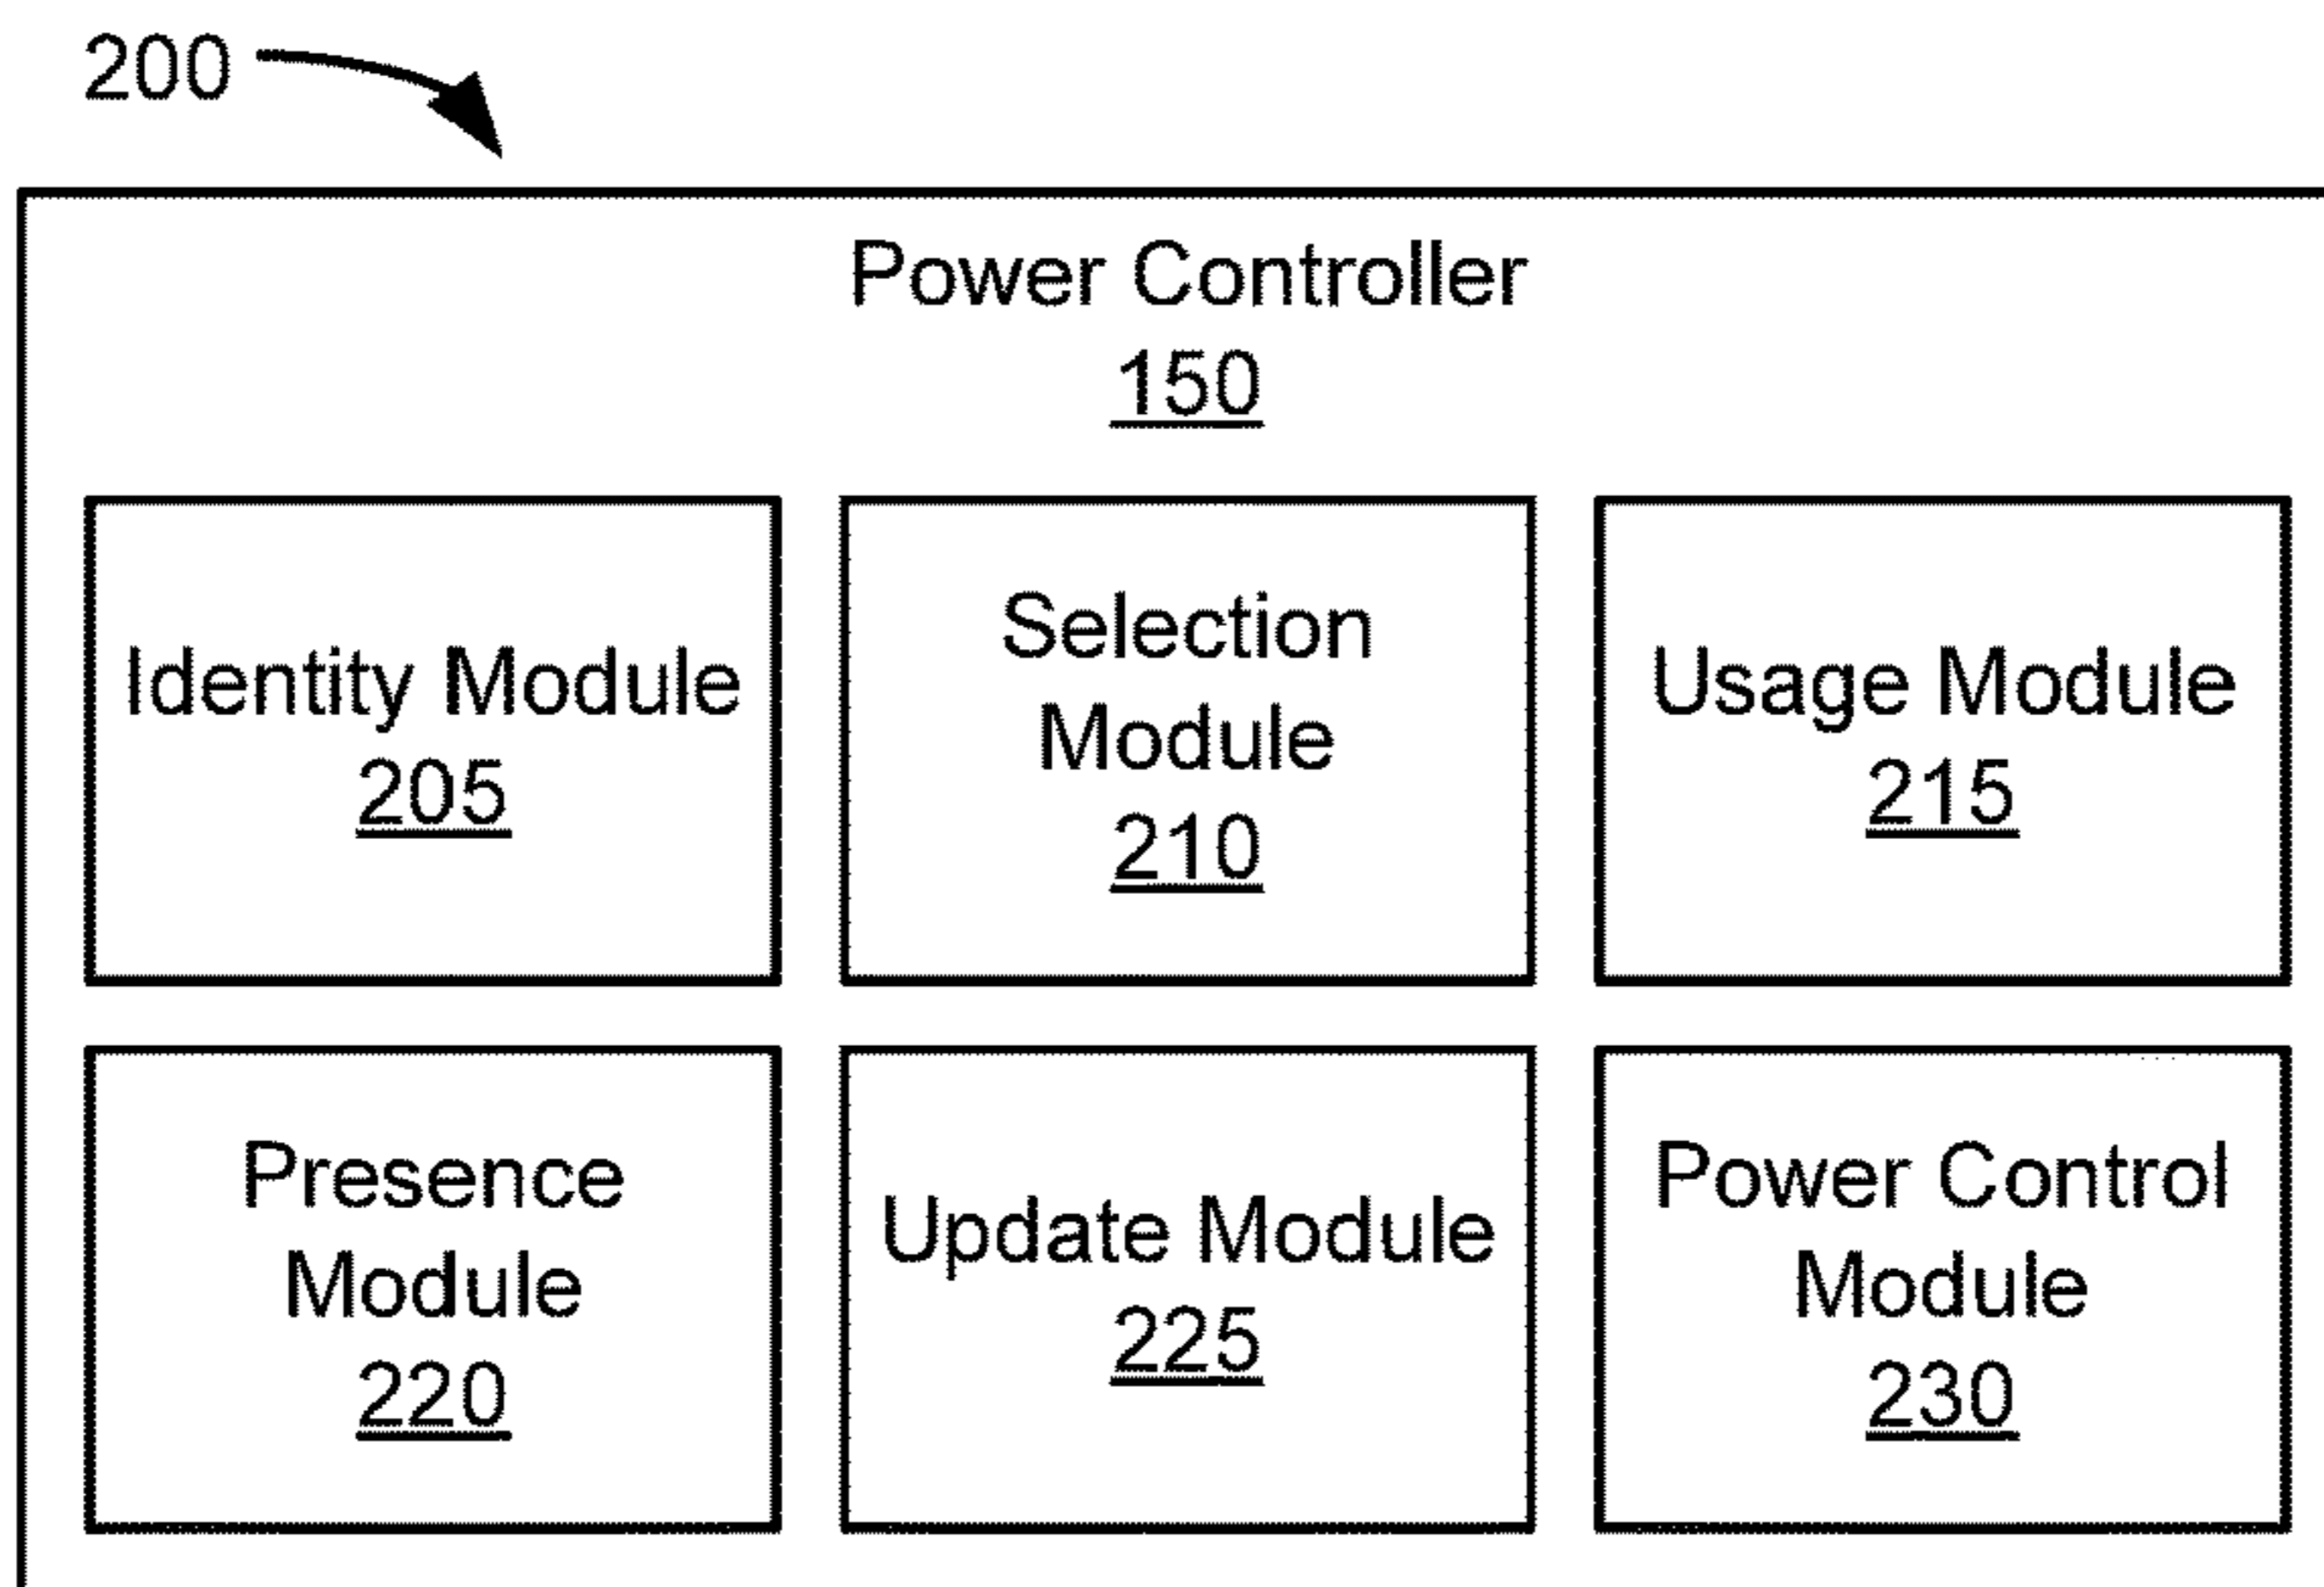 200
Power Controller
150
Identity Module
205
Selection
Module
210
Usage Module
215
Presence
Module
220
Update Module
225
Power Control
Module
230